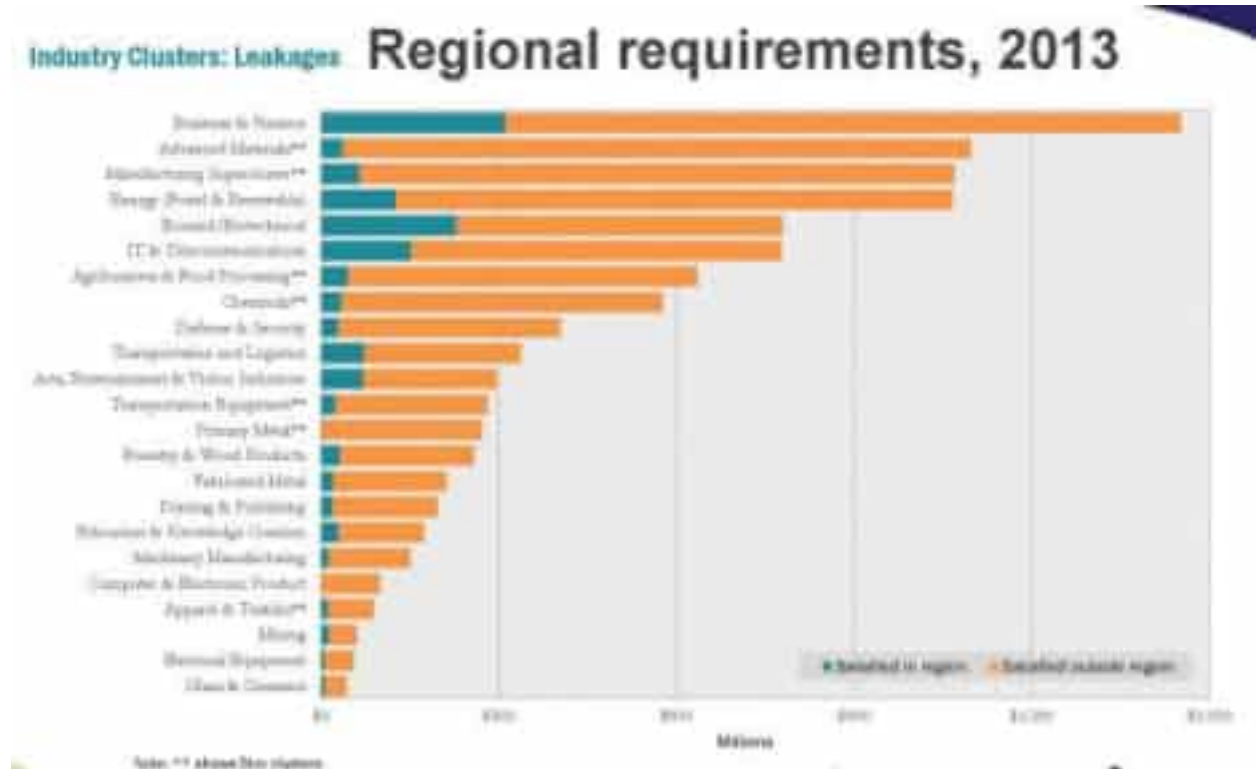 Industry Clusters: Leakages
Regional requirements, 2013
Business & Finance
Advanced Materials**
Manufacturing Supercluster**
Energy (Fossil & Renewable)
Biomed/Biotechnical
IT & Telecommunications
Agribusiness & Food Processing**
Chemicals**
Defense & Security
Transportation and Logistics
Arts, Entertainment & Visitor Industries
Transportation Equipment**
Primary Metal**
Forestry & Wood Products
Fabricated Metal
Printing & Publishing
Education & Knowledge Creation
Machinery Manufacturing
Computer & Electronic Product
Apparel & Textiles**
Mining
Electrical Equipment
Glass & Ceramics
Satisfied in region
Satisfied outside region
$0
Millions
Note: **